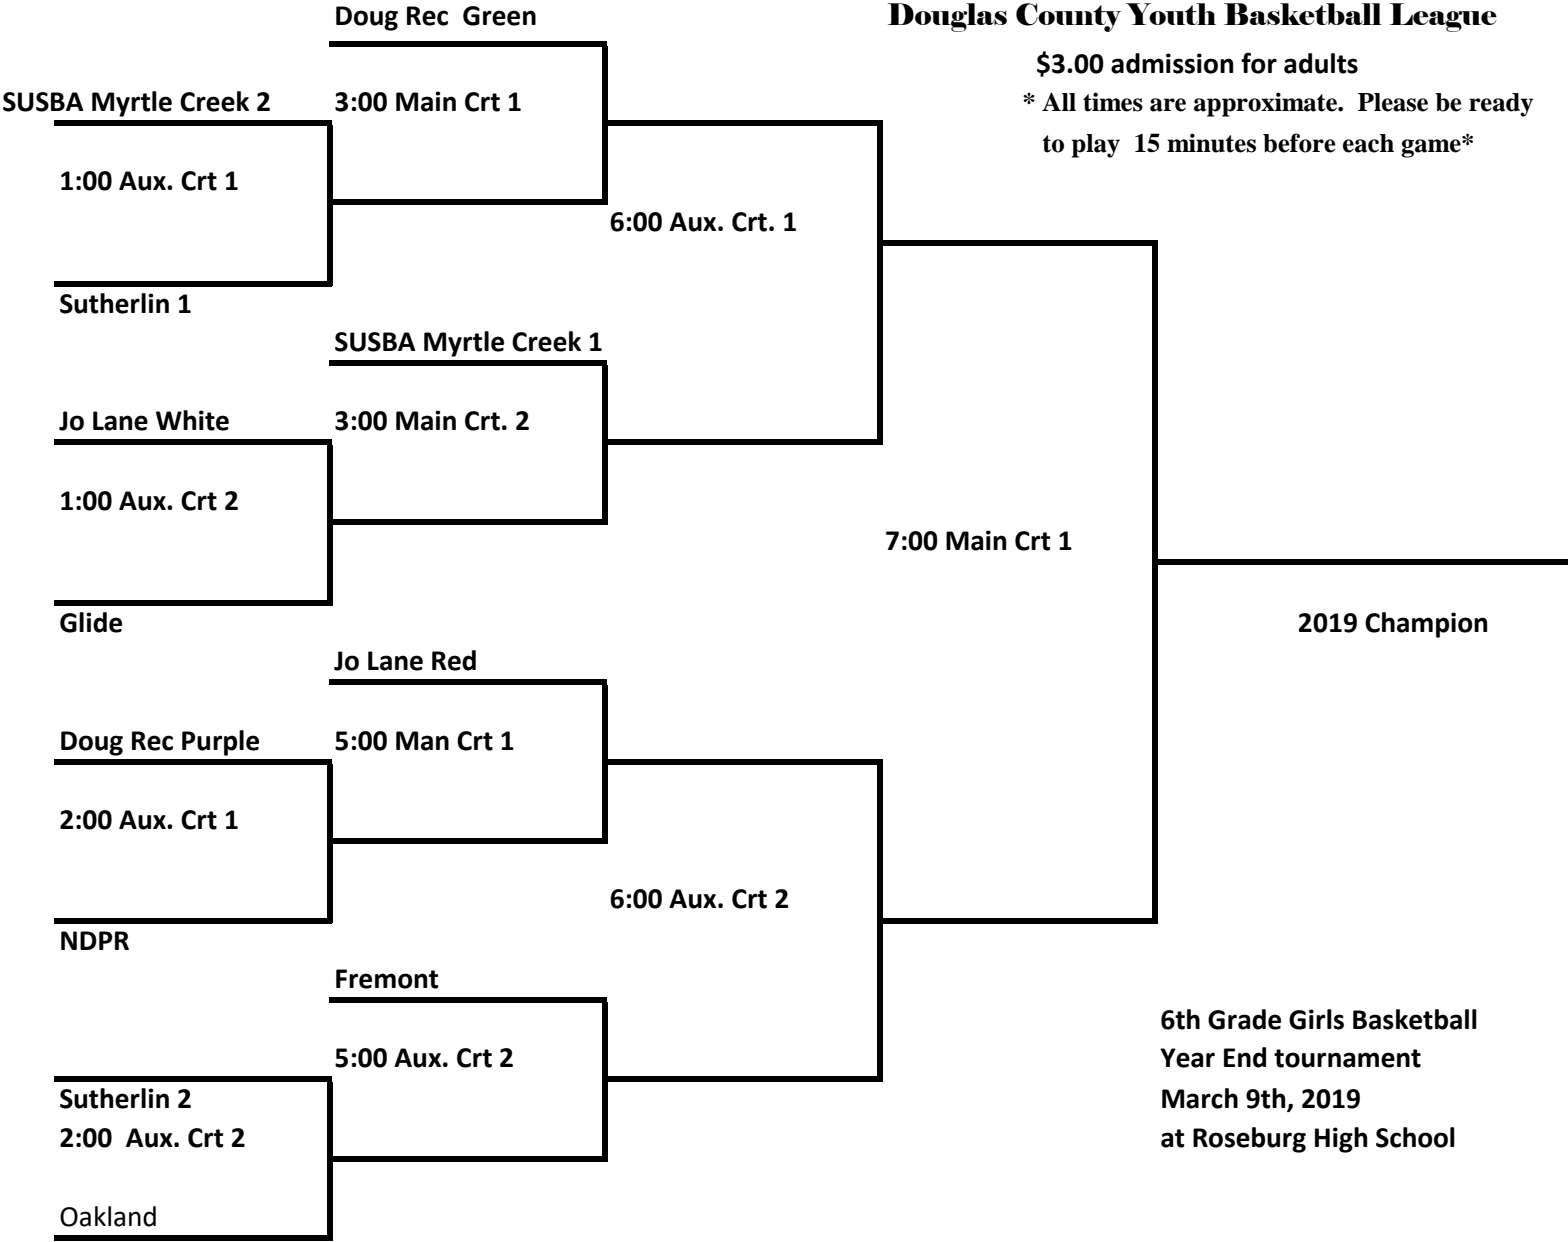 Doug Rec  Green
Douglas County Youth Basketball League
$3.00 admission for adults
SUSBA Myrtle Creek 2
3:00 Main Crt 1
* All times are approximate.  Please be ready
to play  15 minutes before each game*
1:00 Aux. Crt 1
6:00 Aux. Crt. 1
Sutherlin 1
SUSBA Myrtle Creek 1
Jo Lane White
3:00 Main Crt. 2
1:00 Aux. Crt 2
7:00 Main Crt 1
Glide
2019 Champion
Jo Lane Red
Doug Rec Purple
5:00 Man Crt 1
2:00 Aux. Crt 1
6:00 Aux. Crt 2
NDPR
Fremont
6th Grade Girls Basketball
5:00 Aux. Crt 2
Year End tournament
Sutherlin 2
March 9th, 2019
2:00  Aux. Crt 2
at Roseburg High School
Oakland